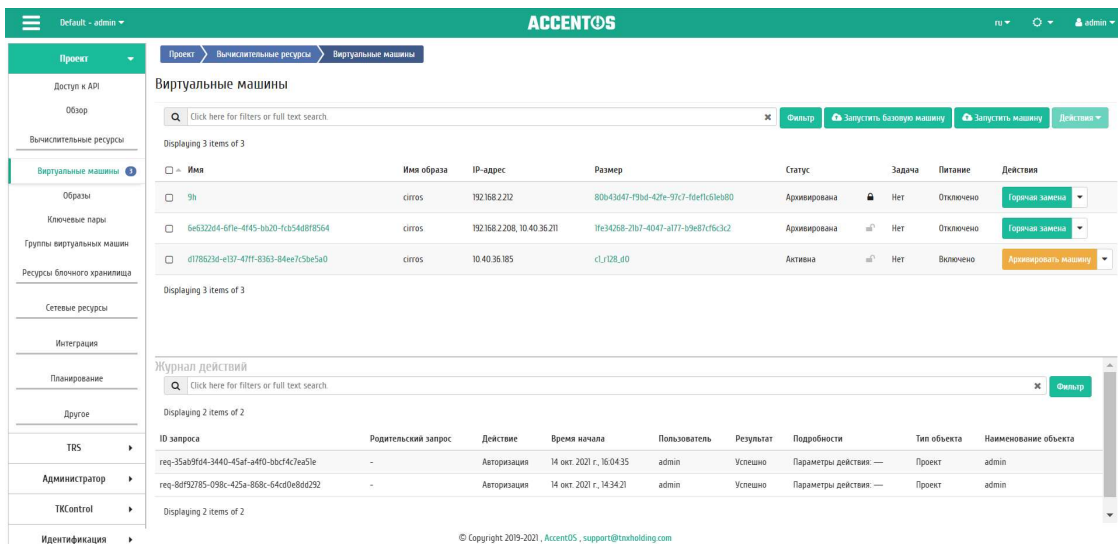 Default - admin
ACCENTOS
ru
admin
Проект
Доступ к API
Обзор
Вычислительные ресурсы
Виртуальные машины 3
Образы
Ключевые пары
Группы виртуальных машин
Ресурсы блочного хранилища
Сетевые ресурсы
Интеграция
Планирование
Другое
TRS
Администратор
TKControl
Идентификация
Проект Вычислительные ресурсы Виртуальные машины
Виртуальные машины
Click here for filters or full text search. Фильтр Запустить базовую машину Запустить машину Действия
Displaying 3 items of 3
Имя Имя образа IP-адрес Размер Статус Задача Питание Действия
9h cirros 192.168.2.212 80b43d47-f9bd-42fe-97c7-fdef1c61eb80 Архивирована Нет Отключено Горячая замена
6e6322d4-6f1e-4f45-bb20-fcb54d8f8564 cirros 192.168.2.208, 10.40.36.211 1fe34268-21b7-4047-a177-b9e87cf6c3c2 Архивирована Нет Отключено Горячая замена
d178623d-e137-47ff-8363-84ee7c5be5a0 cirros 10.40.36.185 c1_r128_d0 Активна Нет Включено Архивировать машину
Displaying 3 items of 3
Журнал действий
Click here for filters or full text search. Фильтр
Displaying 2 items of 2
ID запроса Родительский запрос Действие Время начала Пользователь Результат Подробности Тип объекта Наименование объекта
req-35ab9fd4-3440-45af-a4f0-bbcf4c7ea51e - Авторизация 14 окт. 2021 г., 16:04:35 admin Успешно Параметры действия: — Проект admin
req-8df92785-098c-425a-868c-64cd0e8dd292 - Авторизация 14 окт. 2021 г., 14:34:21 admin Успешно Параметры действия: — Проект admin
Displaying 2 items of 2
© Copyright 2019-2021 , AccentOS , support@tnxholding.com